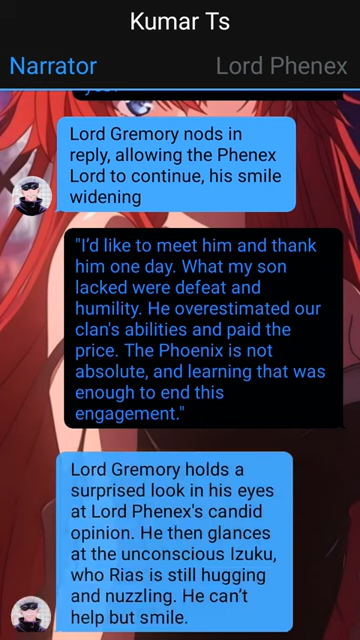 Kumar Ts
Narrator
Lord Phenex
Lord Gremory nods in
reply, allowing the Phenex
Lord to continue, his smile
widening
"I'd like to meet him and thank
him one day. What my son
lacked were defeat and
humility. He overestimated our
clan's abilities and paid the
price. The Phoenix is not
absolute, and learning that was
enough to end this
engagement."
Lord Gremory holds a
surprised look in his eyes
at Lord Phenex's candid
opinion. He then glances
at the unconscious Izuku,
who Rias is still hugging
and nuzzling. He can't
help but smile.